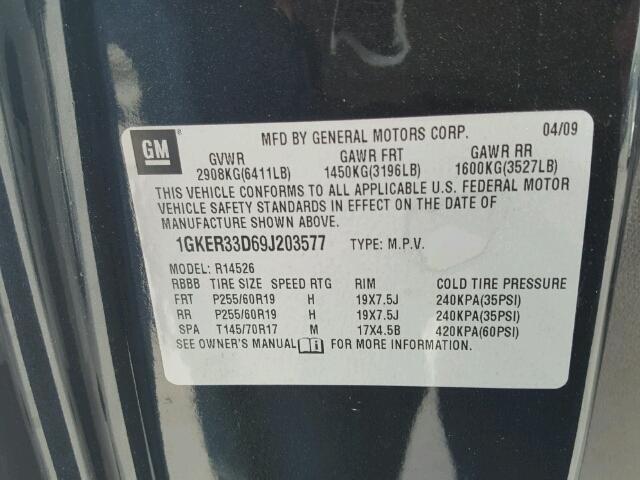 GM
MFD BY GENERAL MOTORS CORP. 04/09
GVWR GAWR FRT GAWR RR
2908KG(6411LB) 1450KG(3196LB) 1600KG(3527LB)
THIS VEHICLE CONFORMS TO ALL APPLICABLE U.S. FEDERAL MOTOR
VEHICLE SAFETY STANDARDS IN EFFECT ON THE DATE OF
MANUFACTURE SHOWN ABOVE.
1GKER33D69J203577 TYPE: M.P.V.
MODEL: R14526
RBBB TIRE SIZE SPEED RTG RIM COLD TIRE PRESSURE
FRT P255/60R19 H 19X7.5J 240KPA(35PSI)
RR P255/60R19 H 19X7.5J 240KPA(35PSI)
SPA T145/70R17 M 17X4.5B 420KPA(60PSI)
SEE OWNER'S MANUAL i FOR MORE INFORMATION.